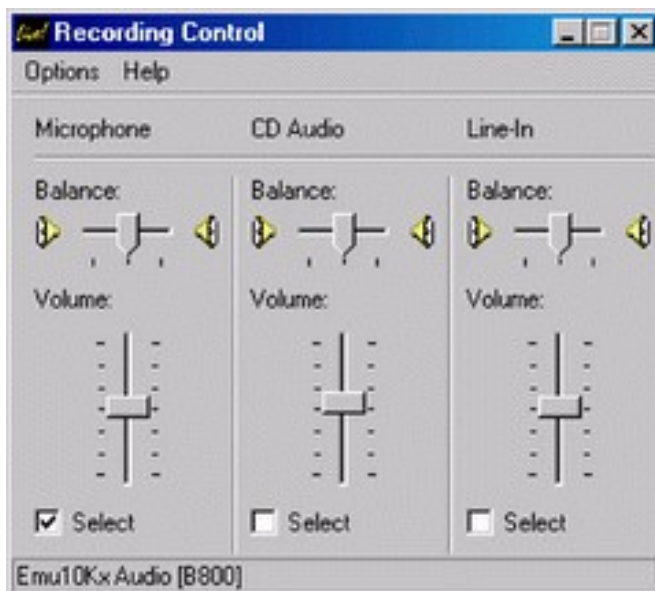 Live! Recording Control
Options Help
Microphone CD Audio Line-In
Balance: Balance: Balance:
Volume: Volume: Volume:
Select Select Select
Emu10Kx Audio [B800]